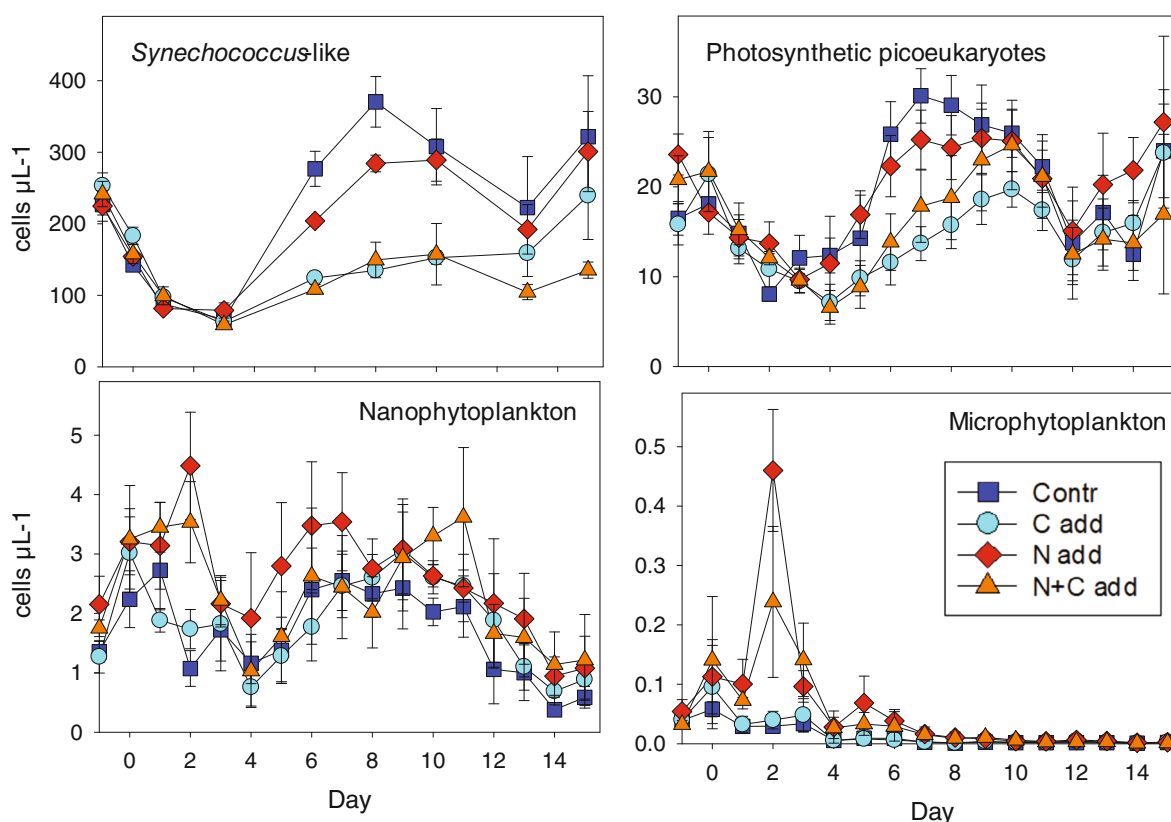 Synechococcus-like
Photosynthetic picoeukaryotes
cells µL-1
400
300
200
100
0
30
20
10
0
Nanophytoplankton
Microphytoplankton
cells µL-1
5
4
3
2
1
0
0.5
0.4
0.3
0.2
0.1
0.0
Contr
C add
N add
N+C add
0 2 4 6 8 10 12 14
0 2 4 6 8 10 12 14
Day
Day